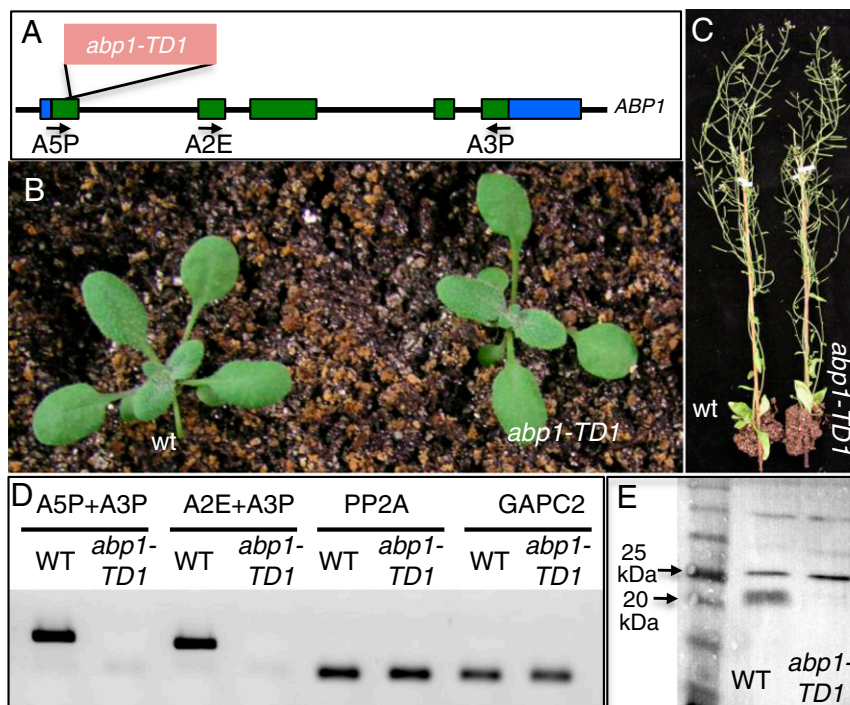 A
abp1-TD1
ABP1
A5P
A2E
A3P
B
wt
abp1-TD1
C
wt
abp1-TD1
D
A5P+A3P A2E+A3P PP2A GAPC2
WT abp1-TD1 WT abp1-TD1 WT abp1-TD1 WT abp1-TD1
E
25
kDa
20
kDa
WT abp1-
TD1